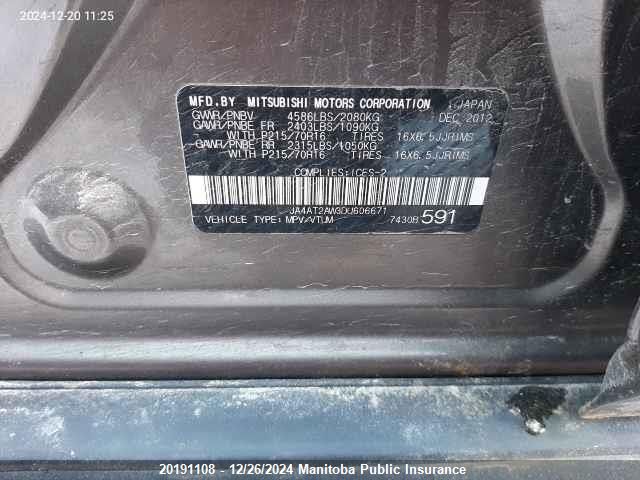 2024-12-20 11:25
MFD.BY MITSUBISHI MOTORS CORPORATION , JAPAN
GVWR/PNBV 4586LBS/2080KG DEC 2012
GAWR/PNBE FR 2403LBS/1090KG
WITH P215/70R16 TIRES 16X6.5JJRIMS
GAWR/PNBE RR 2315LBS/1050KG
WITH P215/70R16 TIRES 16X6.5JJRIMS
COMPLIES:ICES-2
JA4AT2AW3DU606671
VEHICLE TYPE:MPV/VTUM 7430B 591
20191108 - 12/26/2024 Manitoba Public Insurance